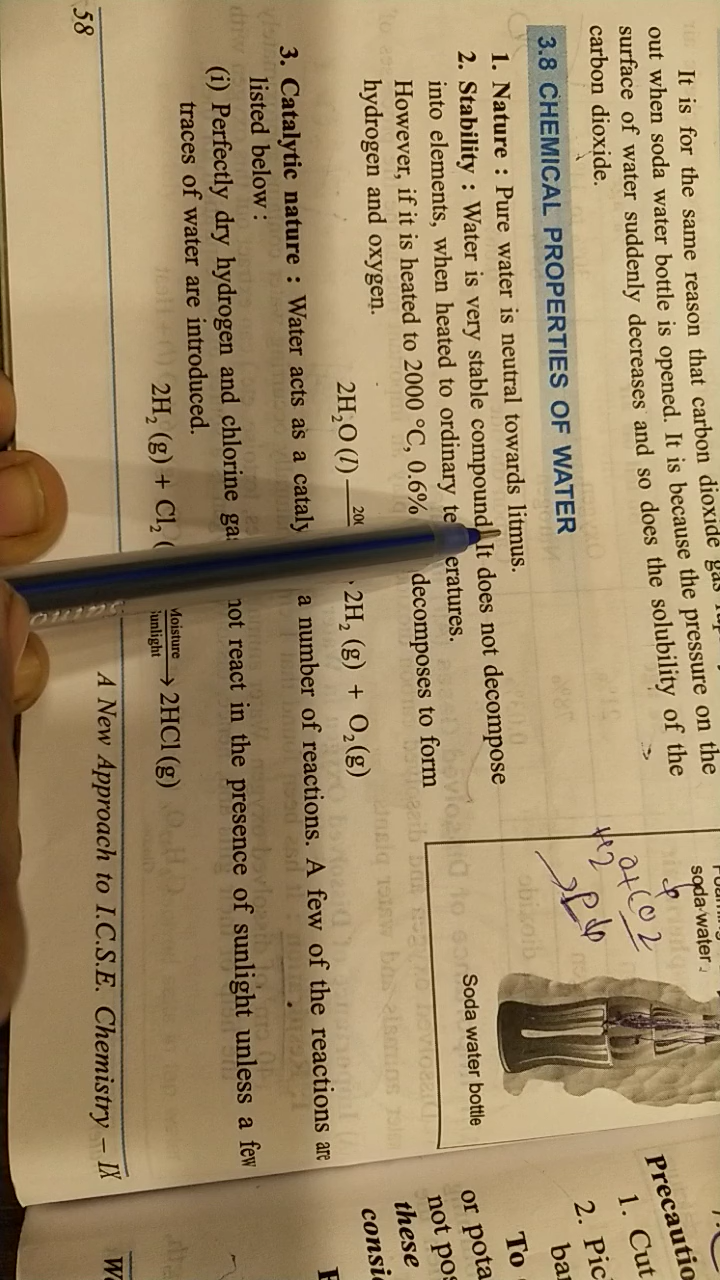 It is for the same reason that carbon dioxide gas
out when soda water bottle is opened. It is because the pressure on the
surface of water suddenly decreases and so does the solubility of the
carbon dioxide.
soda water
Soda water bottle
3.8 CHEMICAL PROPERTIES OF WATER
1. Nature : Pure water is neutral towards litmus.
2. Stability : Water is very stable compound. It does not decompose
into elements, when heated to ordinary te eratures.
However, if it is heated to 2000 °C, 0.6% decomposes to form
hydrogen and oxygen.
2H₂O (l) 2H₂ (g) + O₂(g)
3. Catalytic nature : Water acts as a cataly a number of reactions. A few of the reactions are
listed below :
(i) Perfectly dry hydrogen and chlorine ga not react in the presence of sunlight unless a few
traces of water are introduced.
2H₂ (g) + Cl₂ ( Moisture → 2HCl (g)
unlight
58
A New Approach to I.C.S.E. Chemistry – IX
Precautio
1. Cut
2. Pic
ba
To
or pota
not pos
these
consi